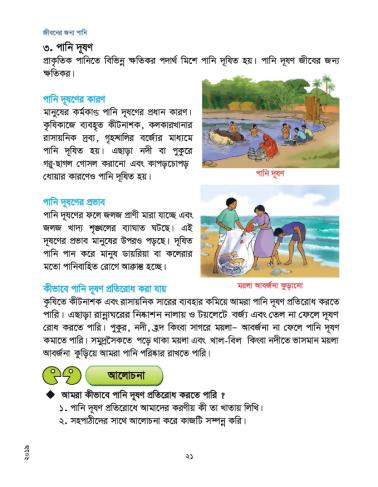 জীবনের জন্য পানি
৩. পানি দূষণ
প্রাকৃতিক পানিতে বিভিন্ন ক্ষতিকর পদার্থ মিশে পানি দূষিত হয়। পানি দূষণ জীবের জন্য
ক্ষতিকর।
পানি দূষণের কারণ
মানুষের কর্মকাণ্ড পানি দূষণের প্রধান কারণ।
কৃষিকাজে ব্যবহৃত কীটনাশক, কলকারখানার
রাসায়নিক দ্রব্য, গৃহস্থালির বর্জ্যের মাধ্যমে
পানি দূষিত হয়। এছাড়া নদী বা পুকুরে
গরু-ছাগল গোসল করানো এবং কাপড়চোপড়
ধোয়ার কারণেও পানি দূষিত হয়।
পানি দূষণ
পানি দূষণের প্রভাব
পানি দূষণের ফলে জলজ প্রাণী মারা যাচ্ছে এবং
জলজ খাদ্য শৃঙ্খলের ব্যাঘাত ঘটছে। এই
দূষণের প্রভাব মানুষের উপরও পড়ছে। দূষিত
পানি পান করে মানুষ ডায়রিয়া বা কলেরার
মতো পানিবাহিত রোগে আক্রান্ত হচ্ছে।
ময়লা আবর্জনা কুড়ানো
কীভাবে পানি দূষণ প্রতিরোধ করা যায়
কৃষিতে কীটনাশক এবং রাসায়নিক সারের ব্যবহার কমিয়ে আমরা পানি দূষণ প্রতিরোধ করতে
পারি। এছাড়া রান্নাঘরের নিষ্কাশন নালায় ও টয়লেটে বর্জ্য এবং তেল না ফেলে দূষণ
রোধ করতে পারি। পুকুর, নদী, হ্রদ কিংবা সাগরে ময়লা– আবর্জনা না ফেলে পানি দূষণ
কমাতে পারি। সমুদ্রসৈকতে পড়ে থাকা ময়লা এবং খাল-বিল কিংবা নদীতে ভাসমান ময়লা
আবর্জনা কুড়িয়ে আমরা পানি পরিষ্কার রাখতে পারি।
আলোচনা
◆ আমরা কীভাবে পানি দূষণ প্রতিরোধ করতে পারি ?
১. পানি দূষণ প্রতিরোধে আমাদের করণীয় কী তা খাতায় লিখি।
২. সহপাঠীদের সাথে আলোচনা করে কাজটি সম্পন্ন করি।
২০১৯
২১